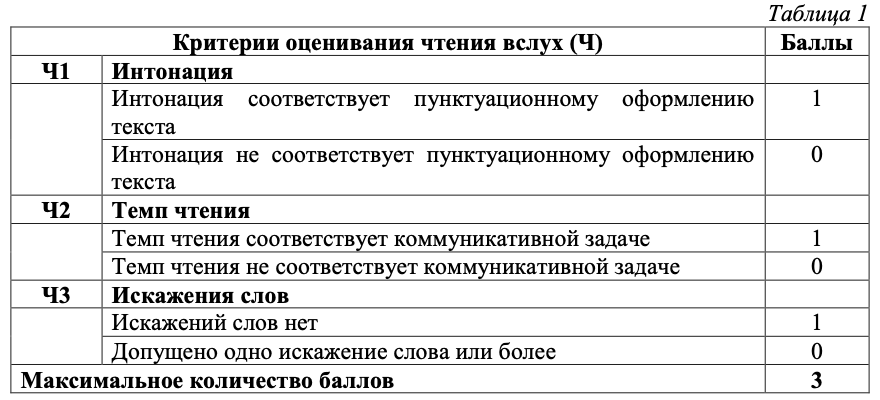 Таблица 1
Критерии оценивания чтения вслух (Ч) Баллы
Ч1 Интонация
Интонация соответствует пунктуационному оформлению 1
текста
Интонация не соответствует пунктуационному оформлению 0
текста
Ч2 Темп чтения
Темп чтения соответствует коммуникативной задаче 1
Темп чтения не соответствует коммуникативной задаче 0
Ч3 Искажения слов
Искажений слов нет 1
Допущено одно искажение слова или более 0
Максимальное количество баллов 3